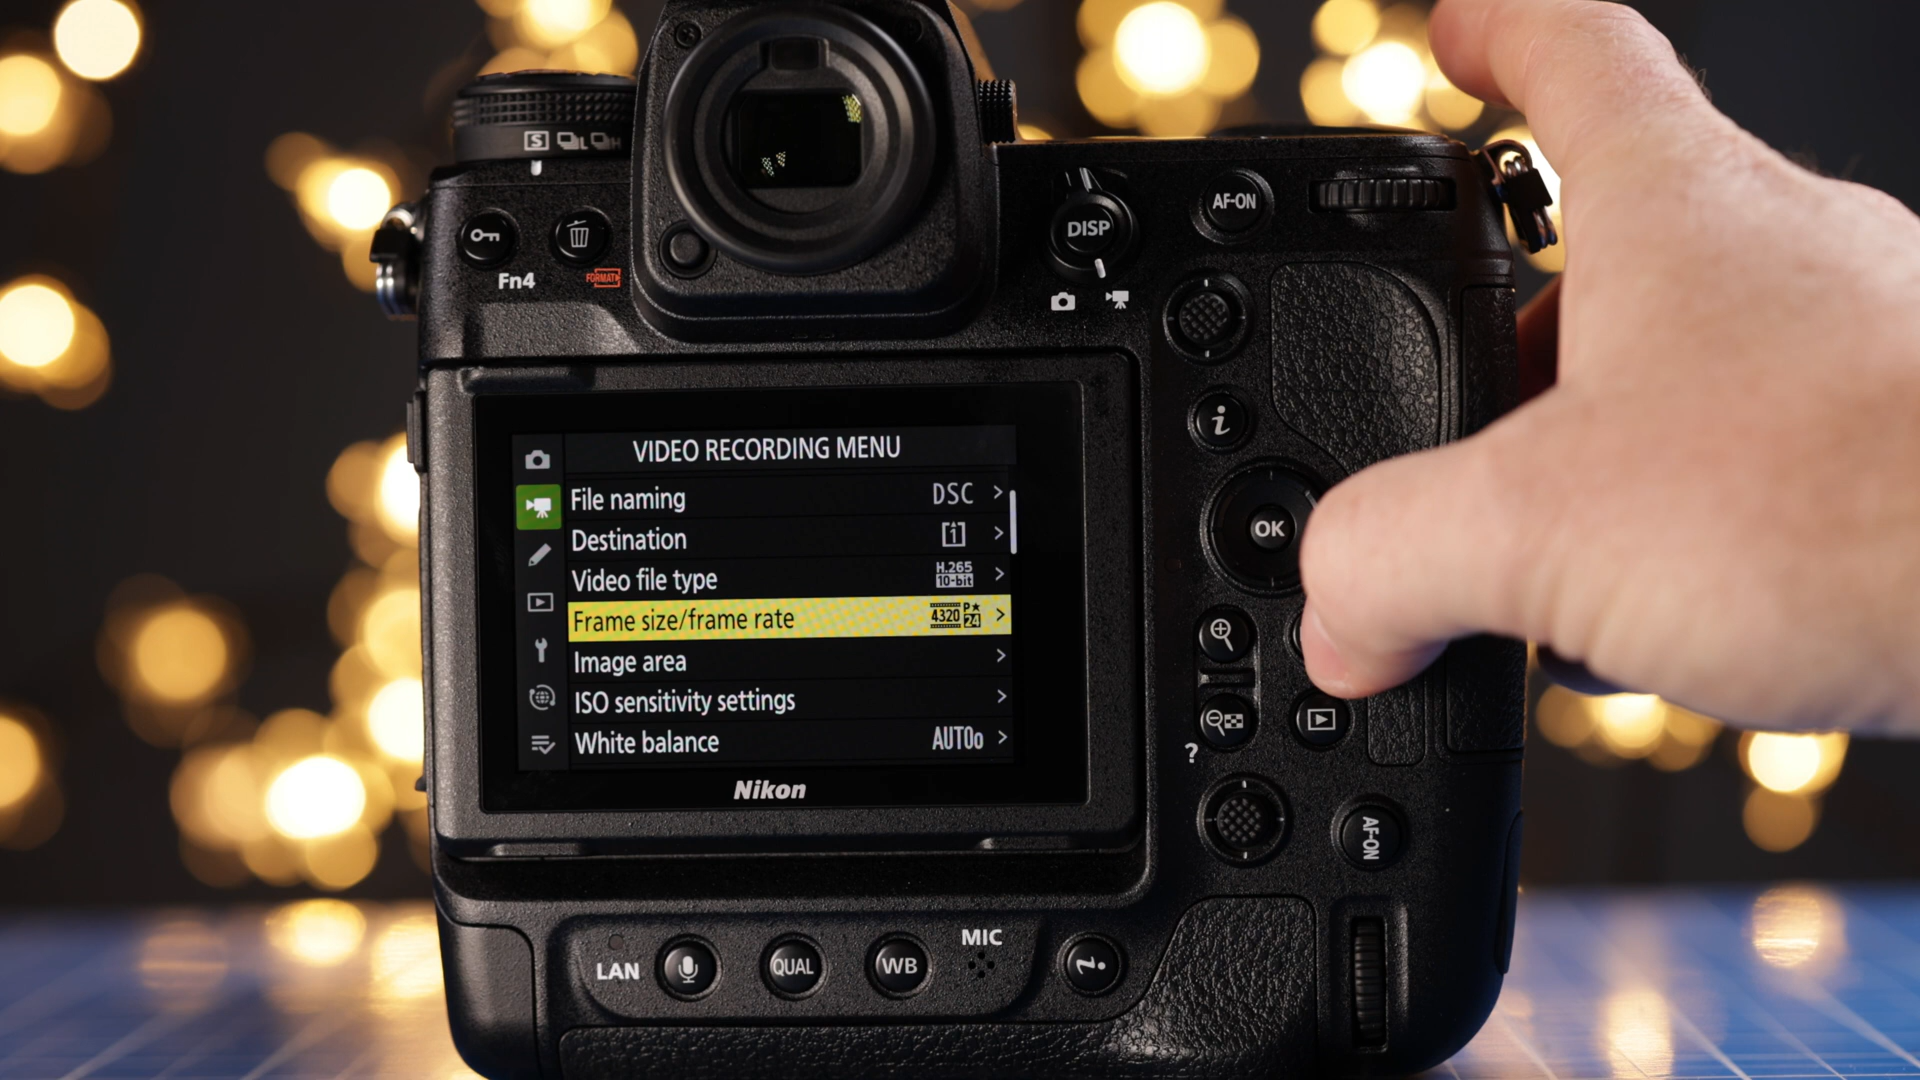 S L H
Fn4
FORMAT
DISP
AF-ON
i
VIDEO RECORDING MENU
File naming DSC >
Destination 1 >
Video file type H.265 10-bit >
Frame size/frame rate 4320 P★ 24 >
Image area >
ISO sensitivity settings >
White balance AUTO0 >
Nikon
OK
?
AF-ON
LAN
QUAL
WB
MIC
i